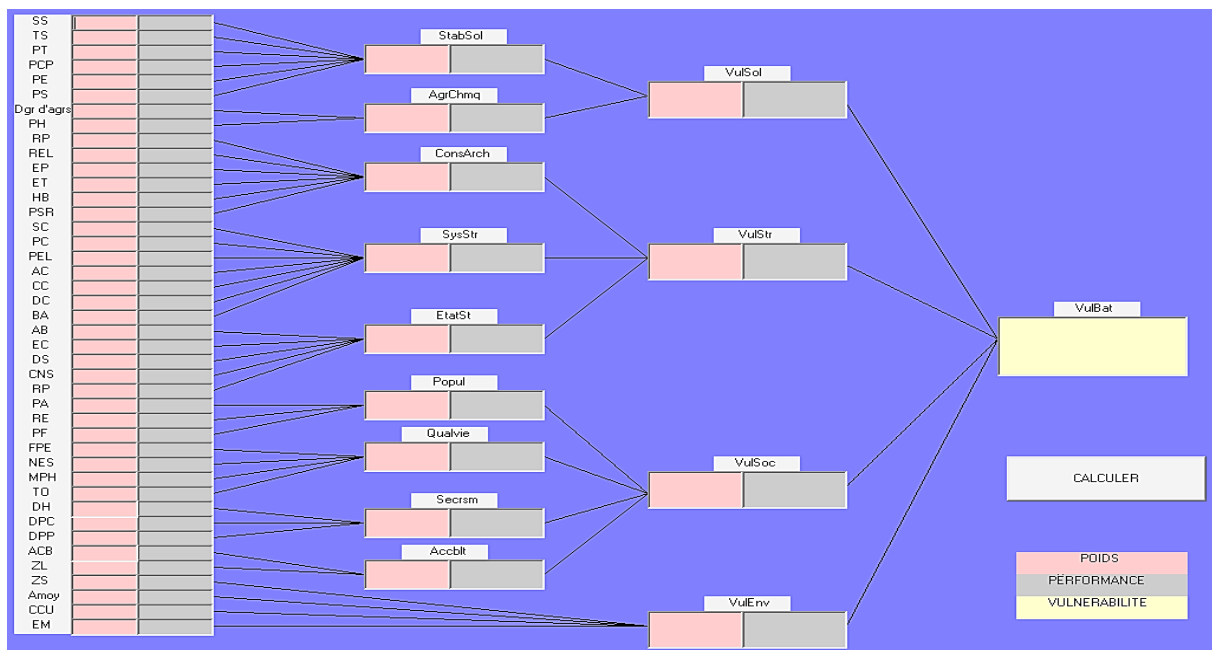 SS
TS
PT
PCP
PE
PS
Dgr d'agrs
PH
RP
REL
EP
ET
HB
PSR
SC
PC
PEL
AC
CC
DC
BA
AB
EC
DS
CNS
RP
PA
RE
PF
FPE
NES
MPH
TO
DH
DPC
DPP
ACB
ZL
ZS
Amoy
CCU
EM
StabSol
AgrChmq
ConsArch
SysStr
EtatSt
Popul
Qualvie
Secrsm
Accblt
VulSol
VulStr
VulSoc
VulEnv
VulBat
CALCULER
POIDS
PERFORMANCE
VULNERABILITE